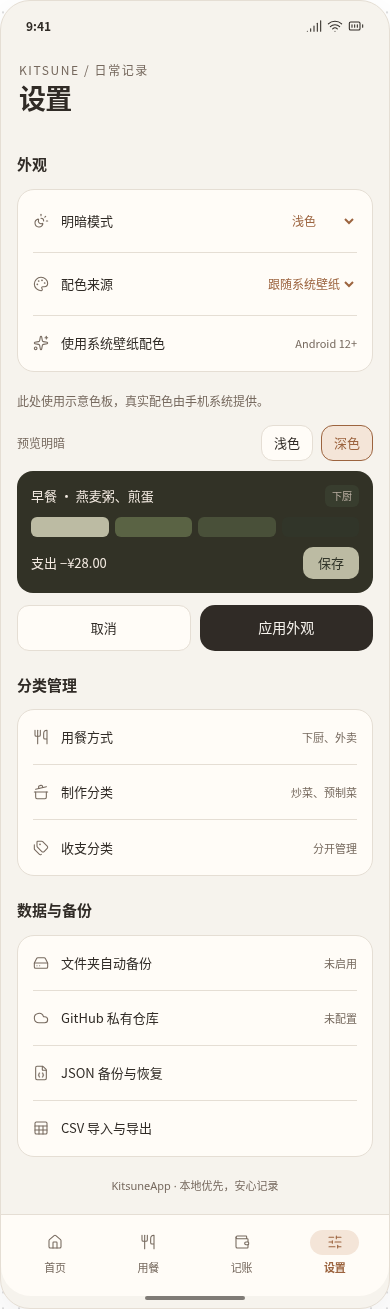 9:41
KITSUNE / 日常记录
设置
外观
明暗模式 浅色
配色来源 跟随系统壁纸
使用系统壁纸配色 Android 12+
此处使用示意色板，真实配色由手机系统提供。
预览明暗 浅色 深色
早餐 · 燕麦粥、煎蛋 下厨
支出 −¥28.00 保存
取消 应用外观
分类管理
用餐方式 下厨、外卖
制作分类 炒菜、预制菜
收支分类 分开管理
数据与备份
文件夹自动备份 未启用
GitHub 私有仓库 未配置
JSON 备份与恢复
CSV 导入与导出
KitsuneApp · 本地优先，安心记录
首页 用餐 记账 设置